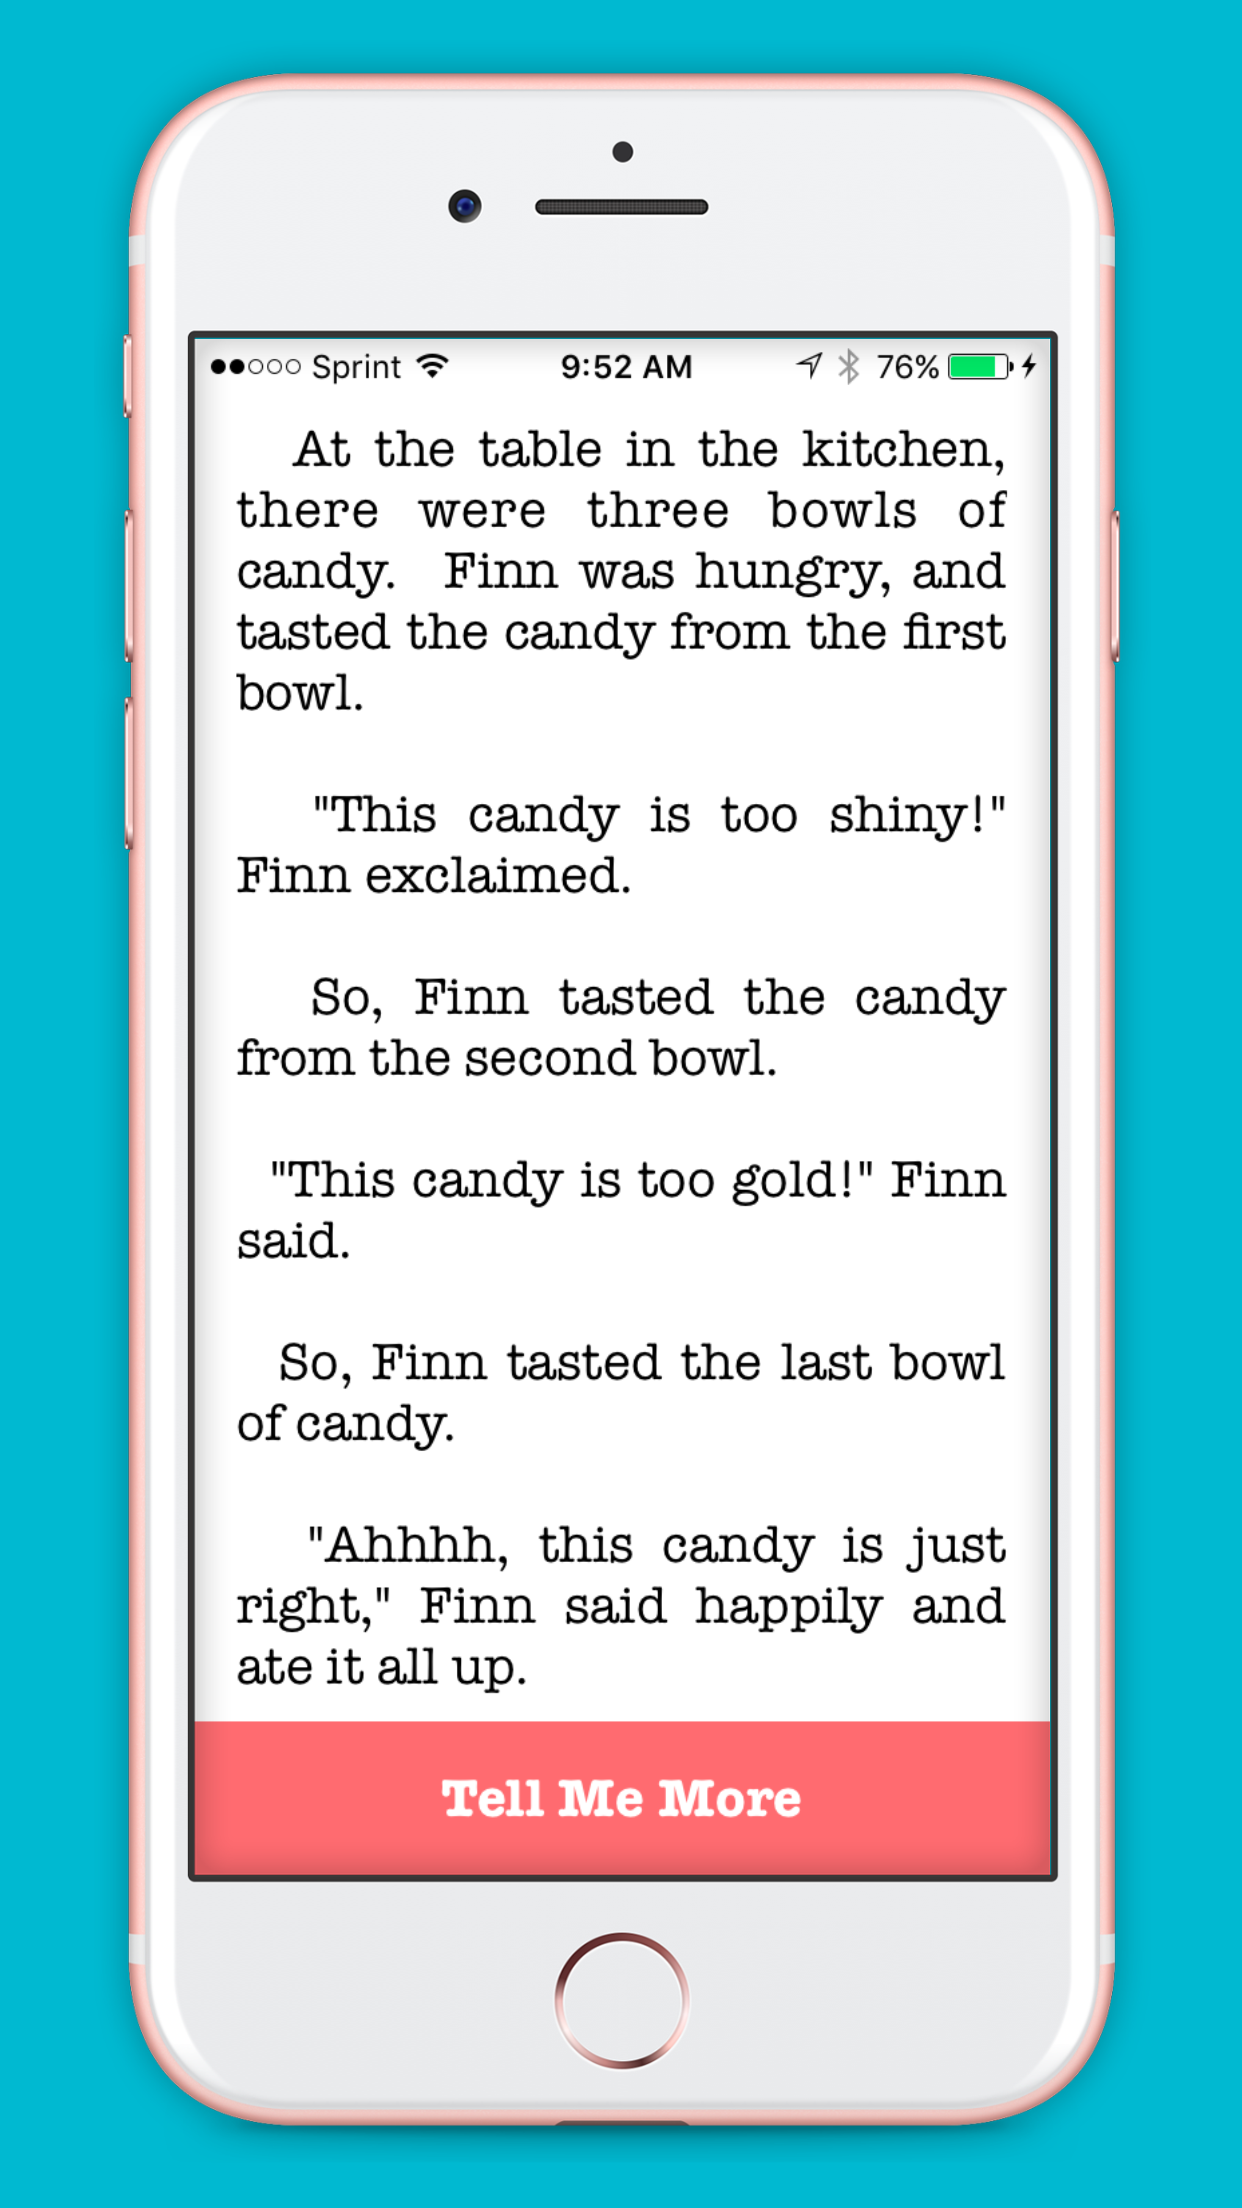 Sprint 9:52 AM 76%
At the table in the kitchen,
there were three bowls of
candy. Finn was hungry, and
tasted the candy from the first
bowl.
"This candy is too shiny!"
Finn exclaimed.
So, Finn tasted the candy
from the second bowl.
"This candy is too gold!" Finn
said.
So, Finn tasted the last bowl
of candy.
"Ahhhh, this candy is just
right," Finn said happily and
ate it all up.
Tell Me More